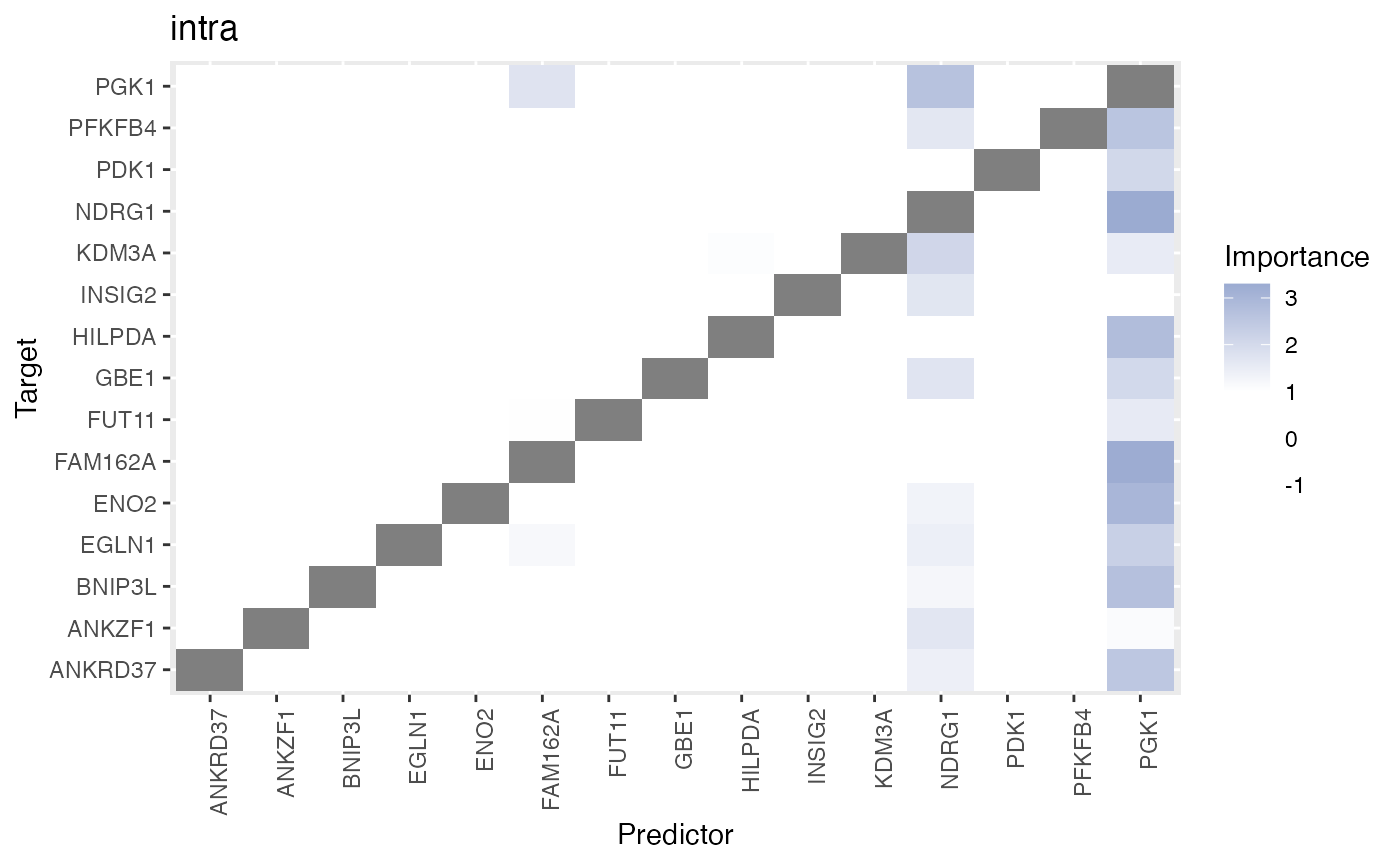 intra
Target
PGK1
PFKFB4
PDK1
NDRG1
KDM3A
INSIG2
HILPDA
GBE1
FUT11
FAM162A
ENO2
EGLN1
BNIP3L
ANKZF1
ANKRD37
ANKRD37
ANKZF1
BNIP3L
EGLN1
ENO2
FAM162A
FUT11
GBE1
HILPDA
INSIG2
KDM3A
NDRG1
PDK1
PFKFB4
PGK1
Predictor
Importance
3
2
1
0
-1